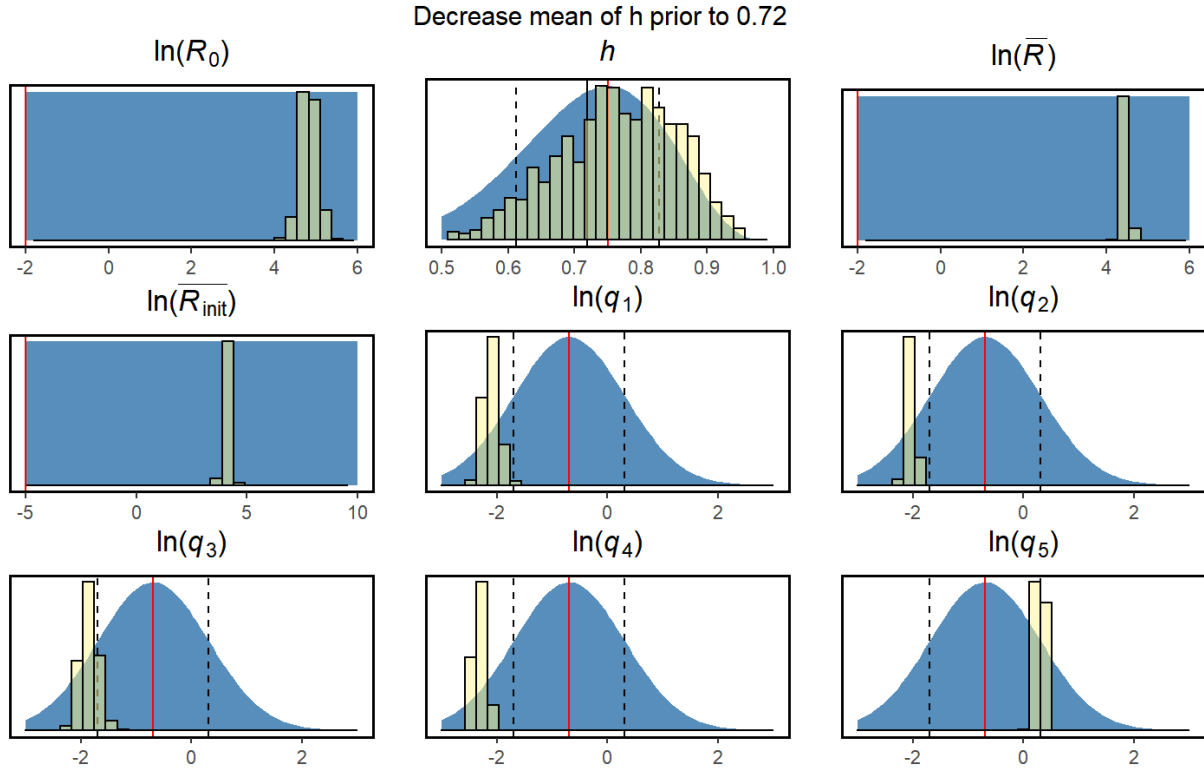 Decrease mean of h prior to 0.72
ln(R₀) h ln(R̅)
-2 0 2 4 6 0.5 0.6 0.7 0.8 0.9 1.0 -2 0 2 4 6
ln(R̅_init) ln(q₁) ln(q₂)
-5 0 5 10 -2 0 2 -2 0 2
ln(q₃) ln(q₄) ln(q₅)
-2 0 2 -2 0 2 -2 0 2